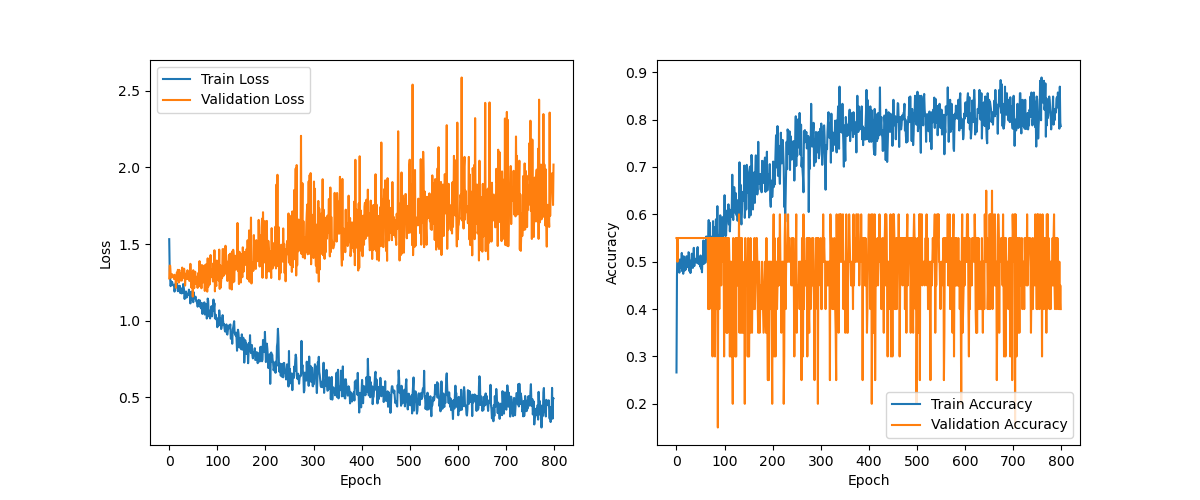 Train Loss
Validation Loss
2.5
2.0
1.5
1.0
0.5
Loss
0 100 200 300 400 500 600 700 800
Epoch
0.9
0.8
0.7
0.6
0.5
0.4
0.3
0.2
Accuracy
Train Accuracy
Validation Accuracy
0 100 200 300 400 500 600 700 800
Epoch